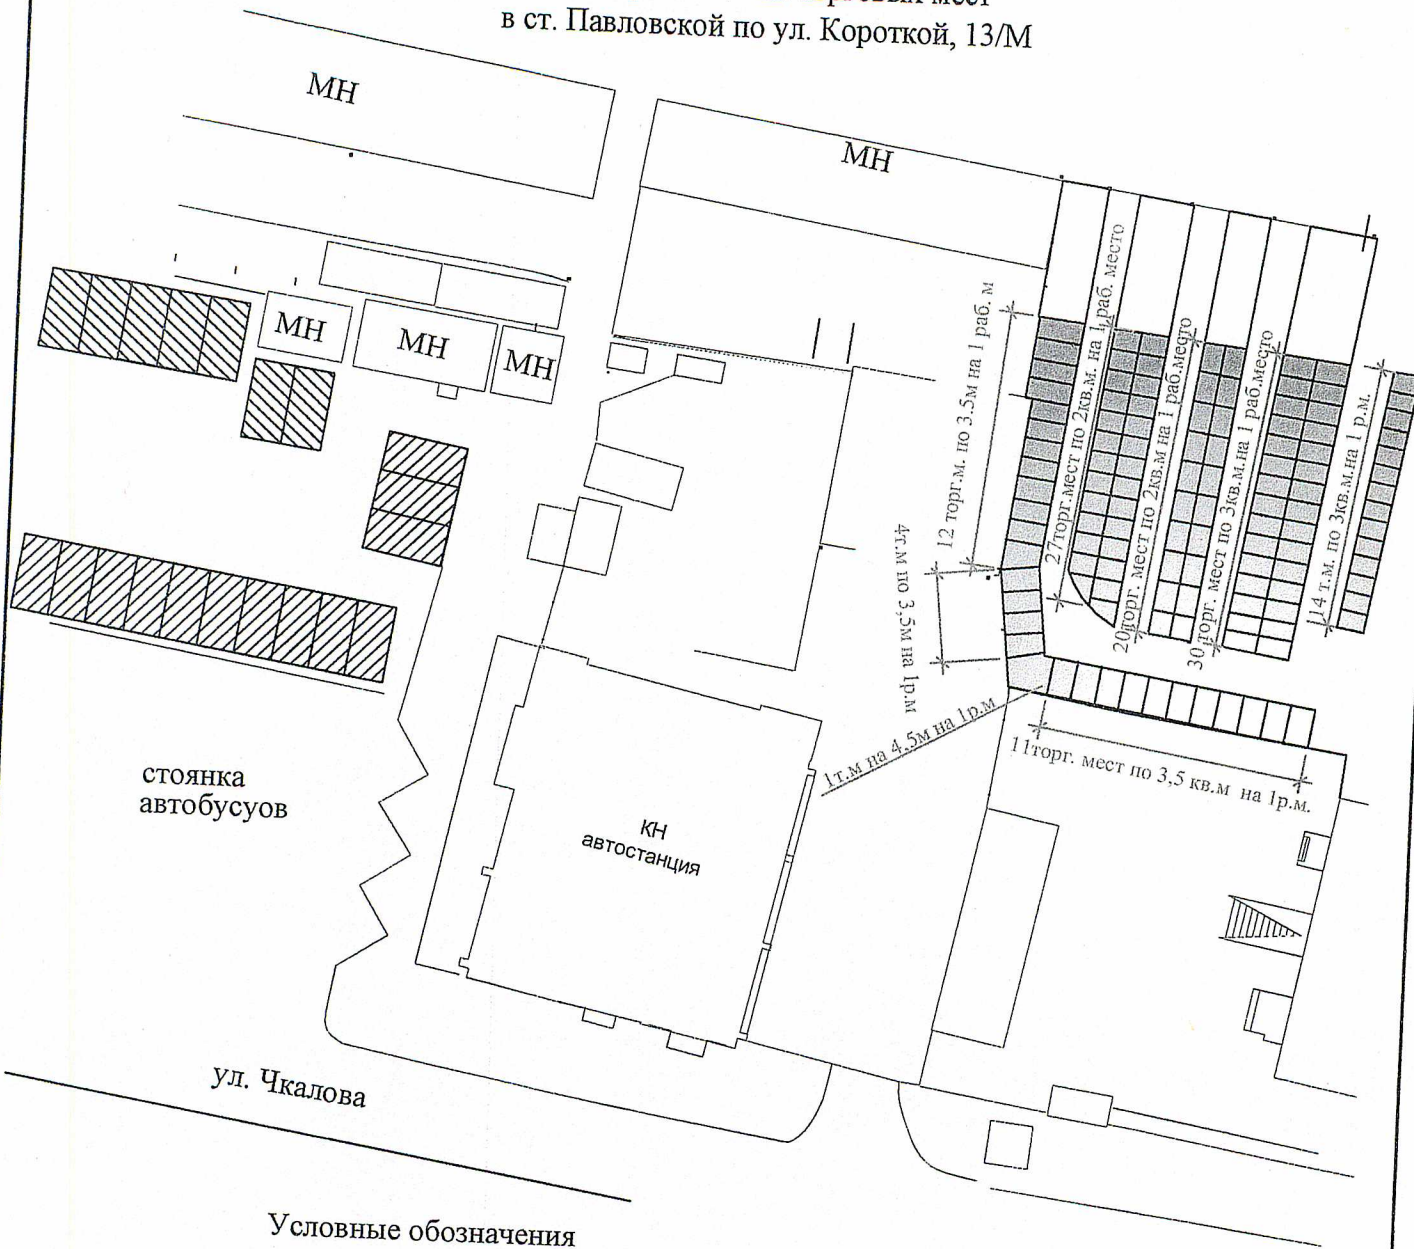 мест
в ст. Павловской по ул. Короткой, 13/М
МН
МН
МН
МН
МН
12 торг.м. по 3.5м на 1 раб. м
27торг.мест по 2кв.м. на 1 раб. место
20торг. мест по 2кв.м на 1 раб.место
30торг. мест по 3кв.м.на 1 раб.место
14 т.м. по 3кв.м.на 1 р.м.
4т.м по 3,5м на 1р.м
1т.м на 4,5м на 1р.м
11торг. мест по 3,5 кв.м на 1р.м.
стоянка
автобусуов
КН
автостанция
ул. Чкалова
Условные обозначения